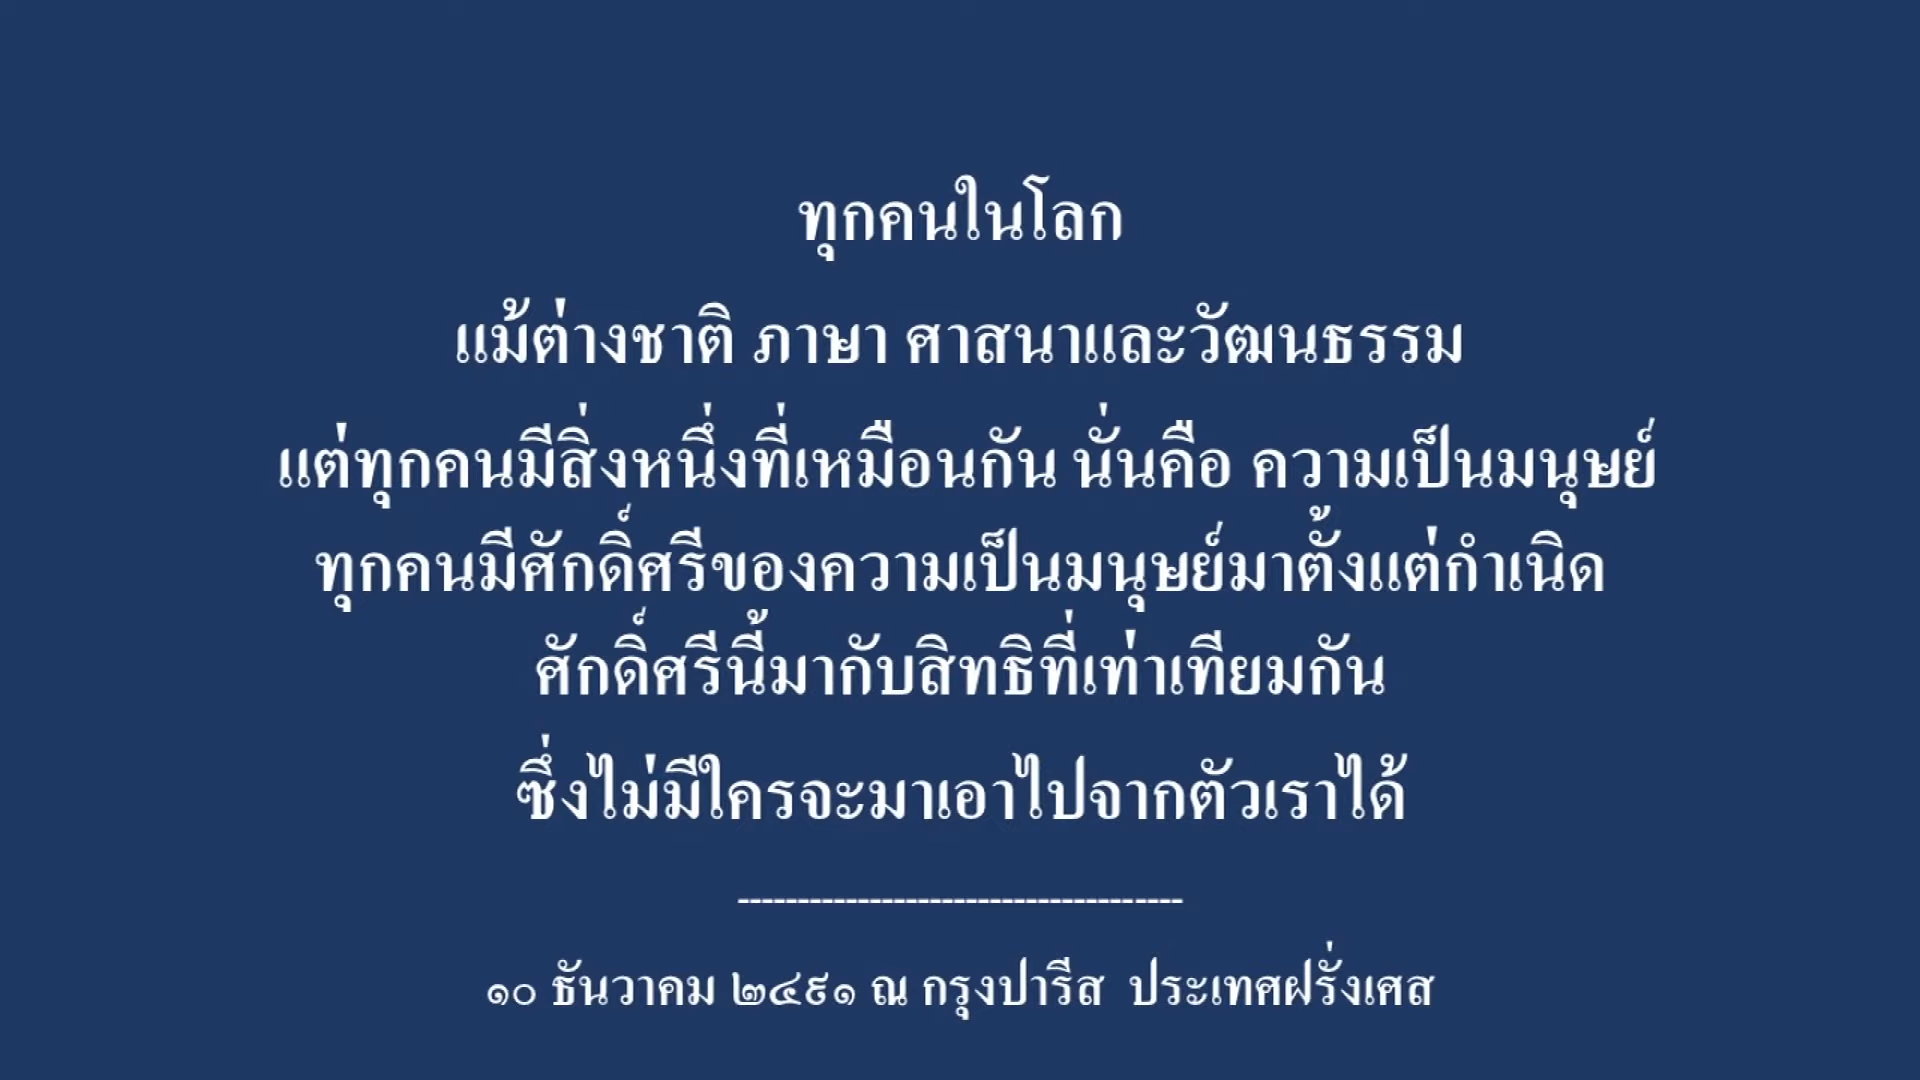 ทุกคนในโลก
แม้ต่างชาติ ภาษา ศาสนาและวัฒนธรรม
แต่ทุกคนมีสิ่งหนึ่งที่เหมือนกัน นั่นคือ ความเป็นมนุษย์
ทุกคนมีศักดิ์ศรีของความเป็นมนุษย์มาตั้งแต่กำเนิด
ศักดิ์ศรีนี้มากับสิทธิที่เท่าเทียมกัน
ซึ่งไม่มีใครจะมาเอาไปจากตัวเราได้
-------------------------------------
๑๐ ธันวาคม ๒๔๙๑ ณ กรุงปารีส ประเทศฝรั่งเศส